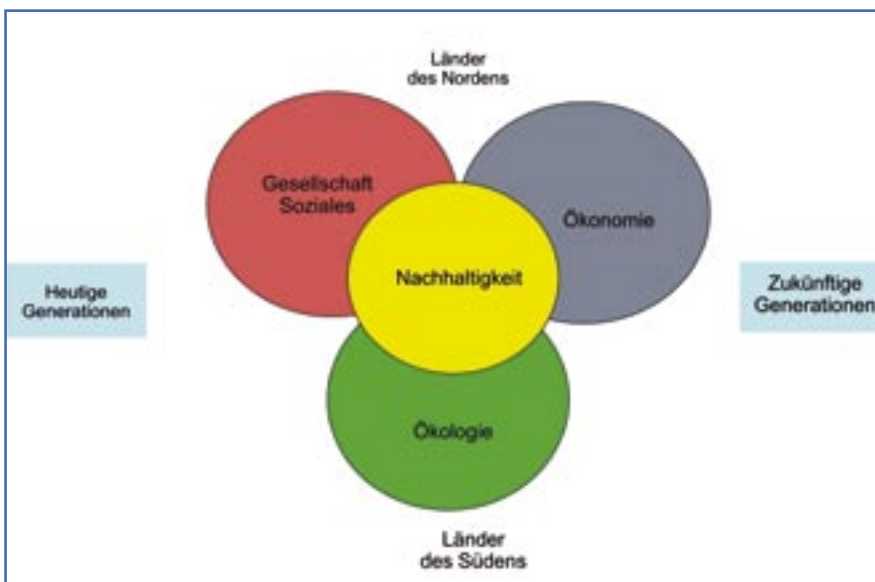 Länder
des Nordens
Gesellschaft
Soziales
Ökonomie
Nachhaltigkeit
Heutige
Generationen
Zukünftige
Generationen
Ökologie
Länder
des Südens